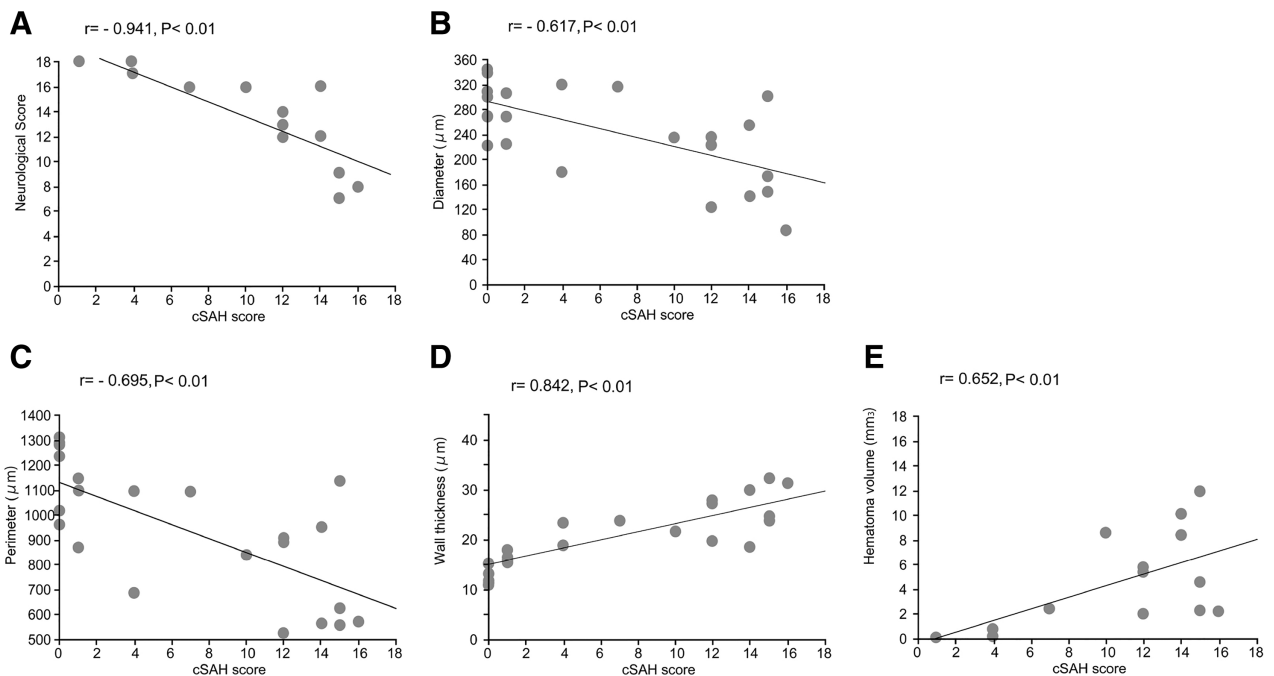 A
r= - 0.941, P< 0.01
Neurological Score
18
16
14
12
10
8
6
4
2
0
0 2 4 6 8 10 12 14 16 18
cSAH score
B
r= - 0.617, P< 0.01
Diameter (μm)
360
320
280
240
200
160
120
80
40
0
0 2 4 6 8 10 12 14 16 18
cSAH score
C
r= - 0.695, P< 0.01
Perimeter (μm)
1400
1300
1200
1100
1000
900
800
700
600
500
0 2 4 6 8 10 12 14 16 18
cSAH score
D
r= 0.842, P< 0.01
Wall thickness (μm)
40
30
20
10
0
0 2 4 6 8 10 12 14 16 18
cSAH score
E
r= 0.652, P< 0.01
Hematoma volume (mm3)
18
16
14
12
10
8
6
4
2
0
0 2 4 6 8 10 12 14 16 18
cSAH score